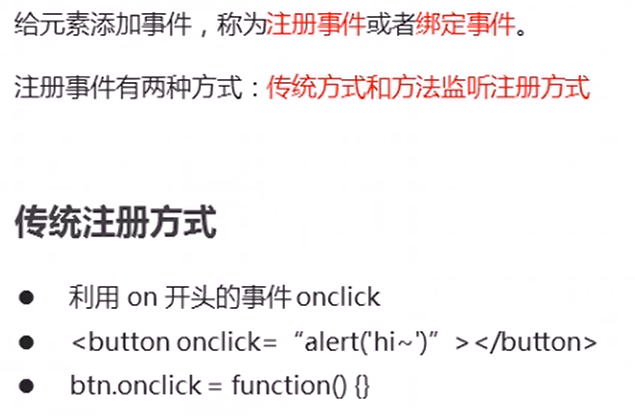 给元素添加事件，称为注册事件或者绑定事件。
注册事件有两种方式：传统方式和方法监听注册方式
传统注册方式
● 利用 on 开头的事件 onclick
● <button onclick= “alert('hi~')” ></button>
● btn.onclick = function() {}